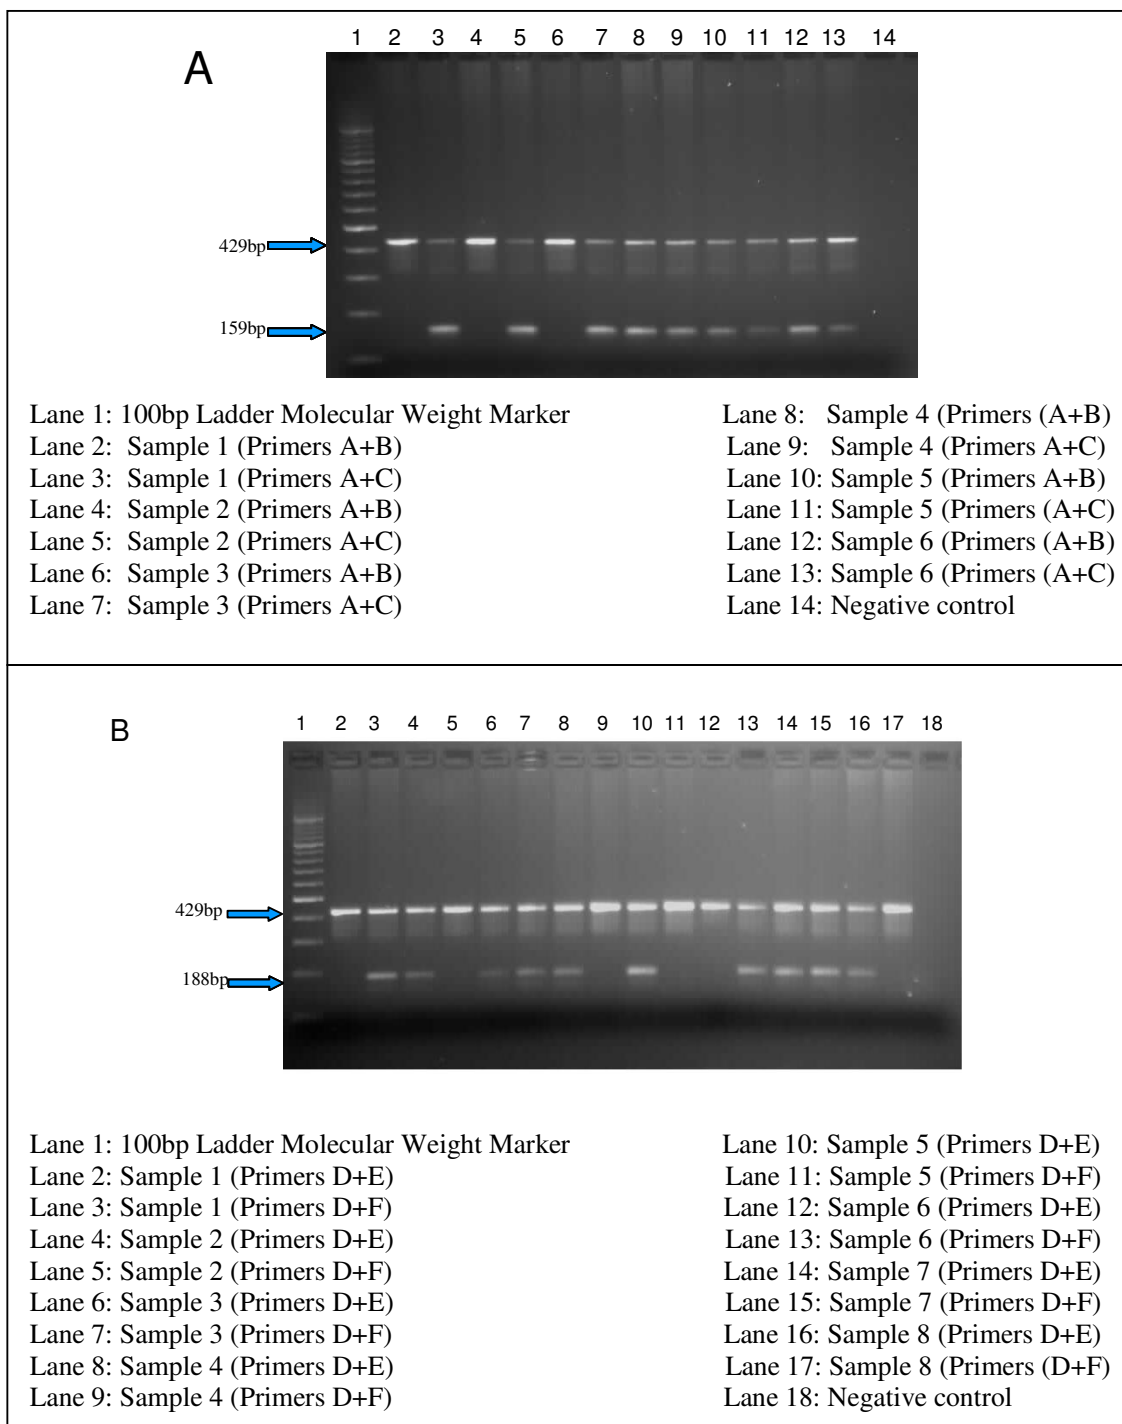 A
1 2 3 4 5 6 7 8 9 10 11 12 13 14
429bp
159bp
Lane 1: 100bp Ladder Molecular Weight Marker
Lane 2: Sample 1 (Primers A+B)
Lane 3: Sample 1 (Primers A+C)
Lane 4: Sample 2 (Primers A+B)
Lane 5: Sample 2 (Primers A+C)
Lane 6: Sample 3 (Primers A+B)
Lane 7: Sample 3 (Primers A+C)
Lane 8: Sample 4 (Primers (A+B)
Lane 9: Sample 4 (Primers A+C)
Lane 10: Sample 5 (Primers A+B)
Lane 11: Sample 5 (Primers (A+C)
Lane 12: Sample 6 (Primers (A+B)
Lane 13: Sample 6 (Primers (A+C)
Lane 14: Negative control
B
1 2 3 4 5 6 7 8 9 10 11 12 13 14 15 16 17 18
429bp
188bp
Lane 1: 100bp Ladder Molecular Weight Marker
Lane 2: Sample 1 (Primers D+E)
Lane 3: Sample 1 (Primers D+F)
Lane 4: Sample 2 (Primers D+E)
Lane 5: Sample 2 (Primers D+F)
Lane 6: Sample 3 (Primers D+E)
Lane 7: Sample 3 (Primers D+F)
Lane 8: Sample 4 (Primers D+E)
Lane 9: Sample 4 (Primers D+F)
Lane 10: Sample 5 (Primers D+E)
Lane 11: Sample 5 (Primers D+F)
Lane 12: Sample 6 (Primers D+E)
Lane 13: Sample 6 (Primers D+F)
Lane 14: Sample 7 (Primers D+E)
Lane 15: Sample 7 (Primers D+F)
Lane 16: Sample 8 (Primers D+E)
Lane 17: Sample 8 (Primers (D+F)
Lane 18: Negative control